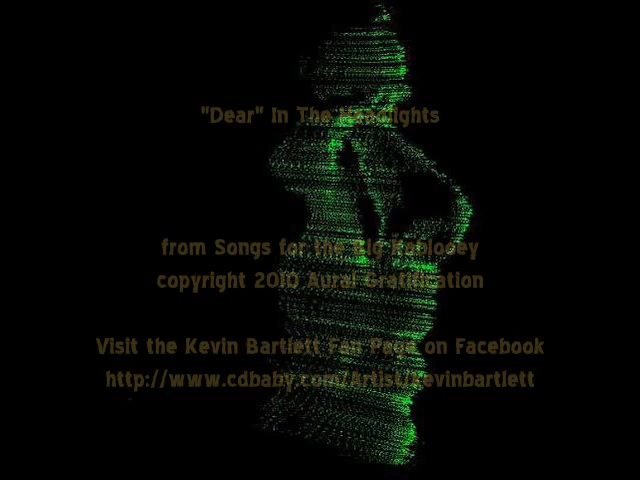 "Dear" In The Headlights
from Songs for the Big Kablooey
copyright 2010 Aural Gratification
Visit the Kevin Bartlett Fan Page on Facebook
http://www.cdbaby.com/Artist/kevinbartlett